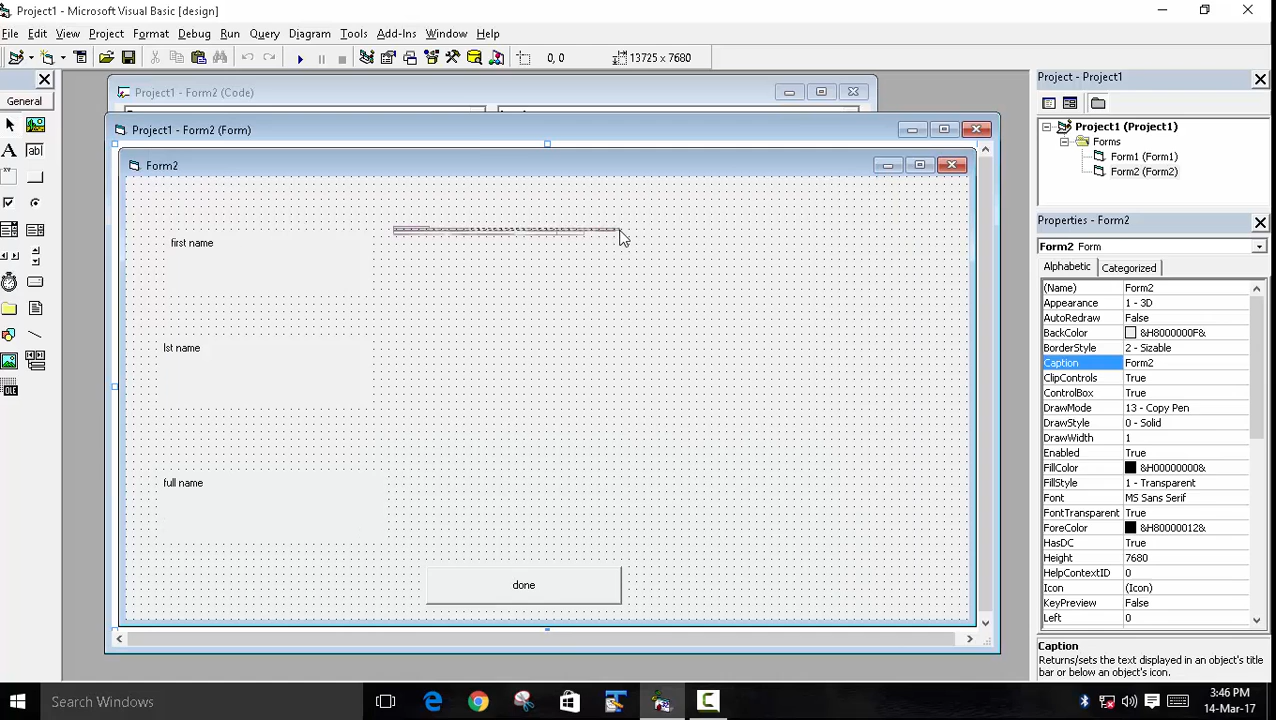 Project1 - Microsoft Visual Basic [design]
File Edit View Project Format Debug Run Query Diagram Tools Add-Ins Window Help
0, 0
13725 x 7680
General
A
ab|
XY
OLE
Project1 - Form2 (Code)
Project1 - Form2 (Form)
Form2
first name
lst name
full name
done
Project - Project1
Project1 (Project1)
Forms
Form1 (Form1)
Form2 (Form2)
Properties - Form2
Form2 Form
Alphabetic Categorized
(Name) Form2
Appearance 1 - 3D
AutoRedraw False
BackColor &H8000000F&
BorderStyle 2 - Sizable
Caption Form2
ClipControls True
ControlBox True
DrawMode 13 - Copy Pen
DrawStyle 0 - Solid
DrawWidth 1
Enabled True
FillColor &H00000000&
FillStyle 1 - Transparent
Font MS Sans Serif
FontTransparent True
ForeColor &H80000012&
HasDC True
Height 7680
HelpContextID 0
Icon (Icon)
KeyPreview False
Left 0
Caption
Returns/sets the text displayed in an object's title
bar or below an object's icon.
Search Windows
3:46 PM
14-Mar-17